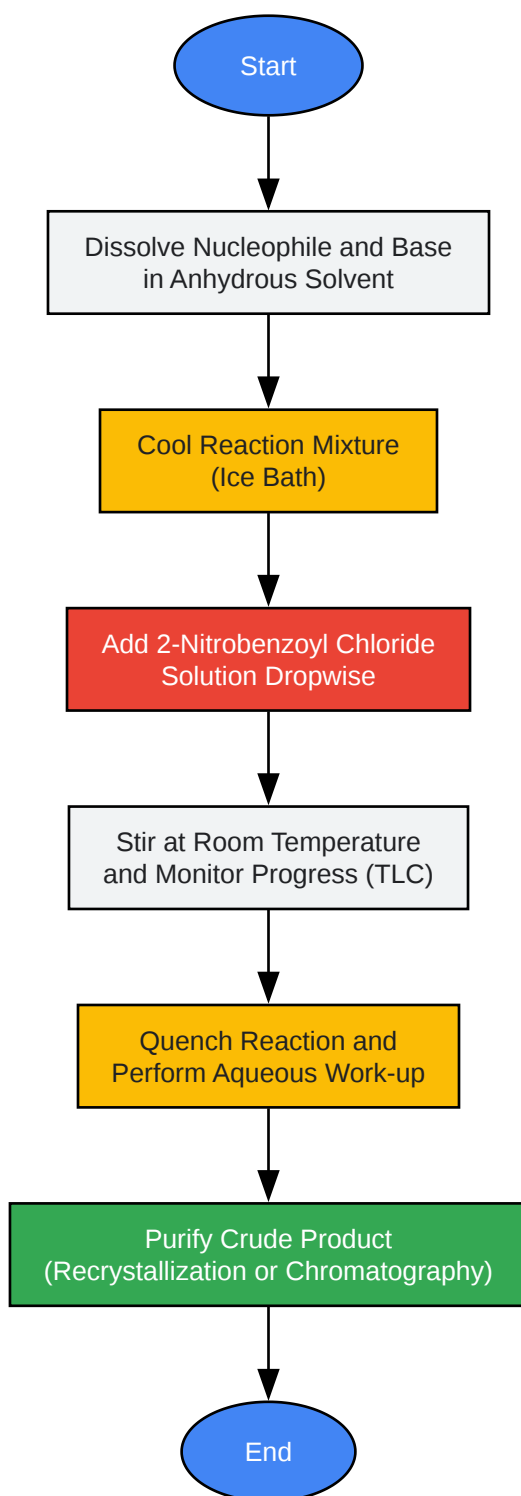 Start
Dissolve Nucleophile and Base
in Anhydrous Solvent
Cool Reaction Mixture
(Ice Bath)
Add 2-Nitrobenzoyl Chloride
Solution Dropwise
Stir at Room Temperature
and Monitor Progress (TLC)
Quench Reaction and
Perform Aqueous Work-up
Purify Crude Product
(Recrystallization or Chromatography)
End